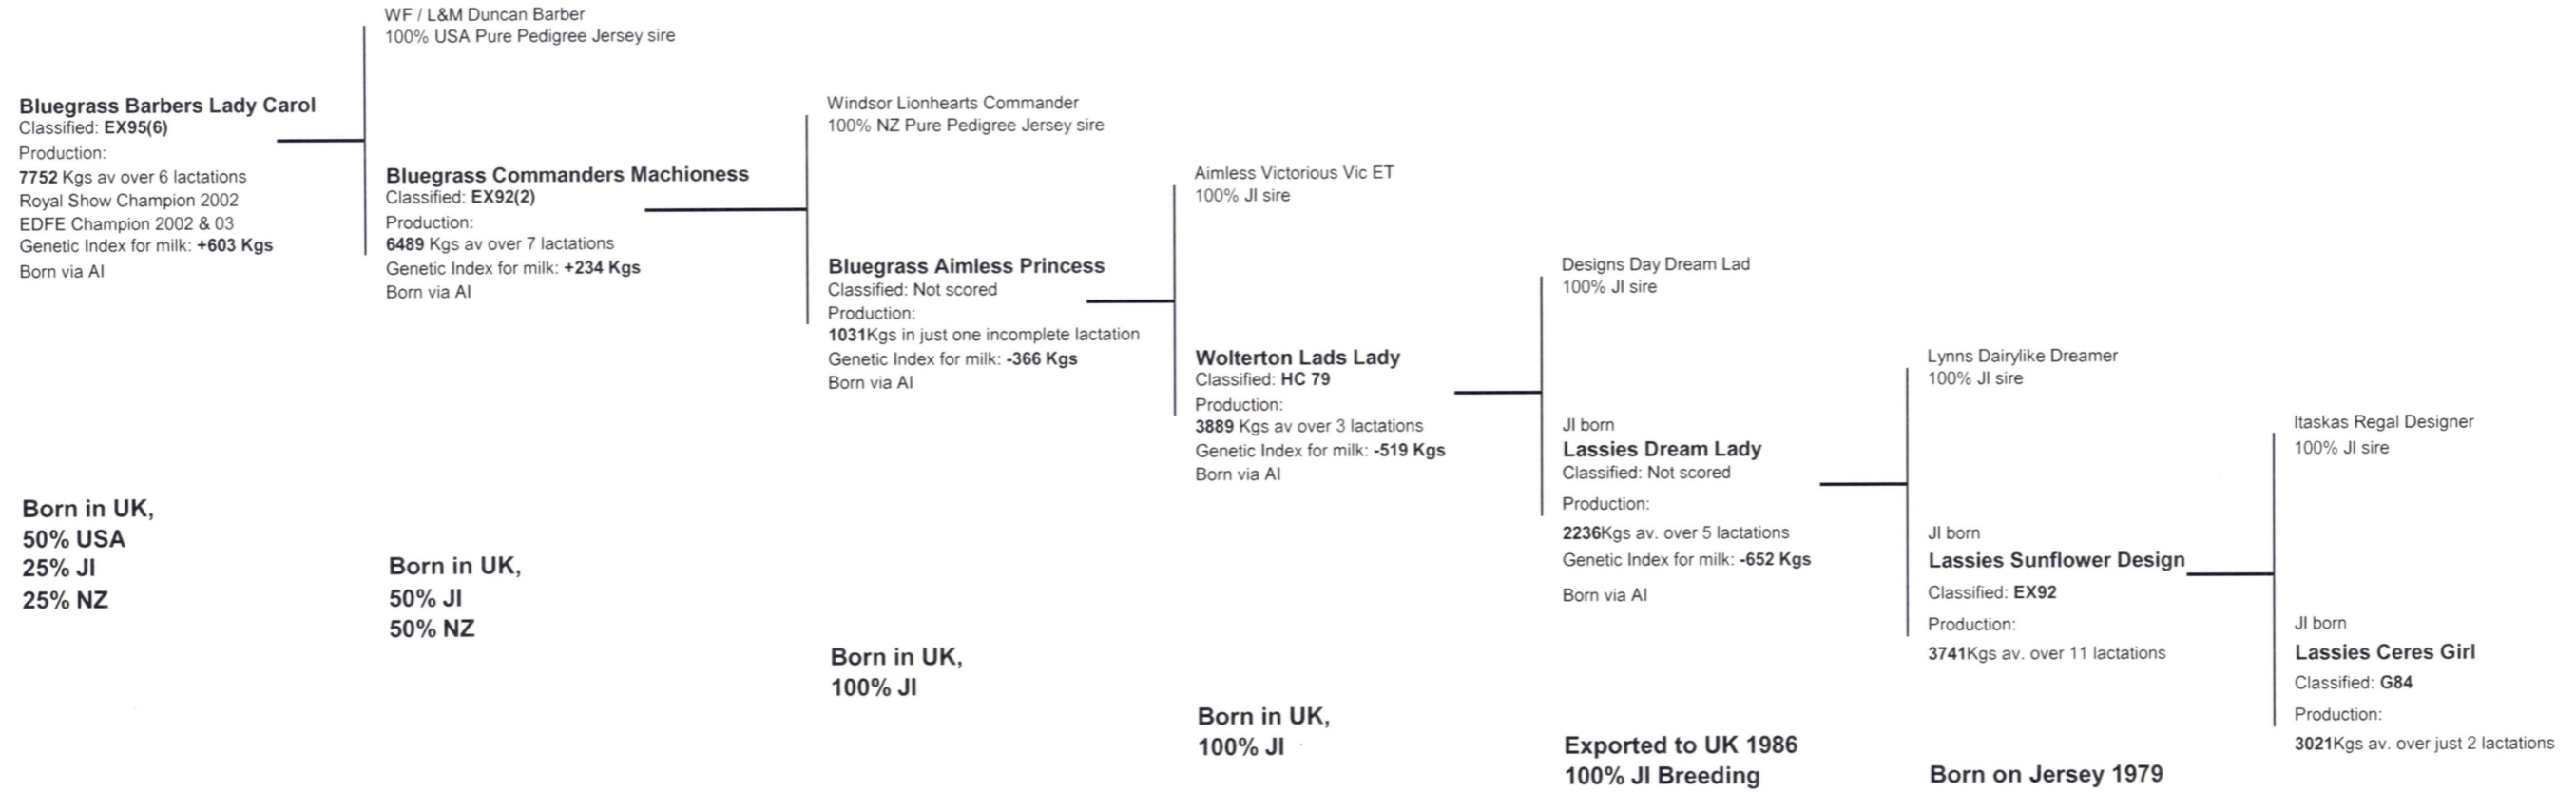 WF / L&M Duncan Barber
100% USA Pure Pedigree Jersey sire
Bluegrass Barbers Lady Carol
Classified: EX95(6)
Production:
7752 Kgs av over 6 lactations
Royal Show Champion 2002
EDFE Champion 2002 & 03
Genetic Index for milk: +603 Kgs
Born via AI
Born in UK,
50% USA
25% JI
25% NZ
Bluegrass Commanders Machioness
Classified: EX92(2)
Production:
6489 Kgs av over 7 lactations
Genetic Index for milk: +234 Kgs
Born via AI
Born in UK,
50% JI
50% NZ
Windsor Lionhearts Commander
100% NZ Pure Pedigree Jersey sire
Bluegrass Aimless Princess
Classified: Not scored
Production:
1031Kgs in just one incomplete lactation
Genetic Index for milk: -366 Kgs
Born via AI
Born in UK,
100% JI
Aimless Victorious Vic ET
100% JI sire
Wolterton Lads Lady
Classified: HC 79
Production:
3889 Kgs av over 3 lactations
Genetic Index for milk: -519 Kgs
Born via AI
Born in UK,
100% JI
Designs Day Dream Lad
100% JI sire
JI born
Lassies Dream Lady
Classified: Not scored
Production:
2236Kgs av. over 5 lactations
Genetic Index for milk: -652 Kgs
Born via AI
Exported to UK 1986
100% JI Breeding
Lynns Dairylike Dreamer
100% JI sire
JI born
Lassies Sunflower Design
Classified: EX92
Production:
3741Kgs av. over 11 lactations
Born on Jersey 1979
Itaskas Regal Designer
100% JI sire
JI born
Lassies Ceres Girl
Classified: G84
Production:
3021Kgs av. over just 2 lactations